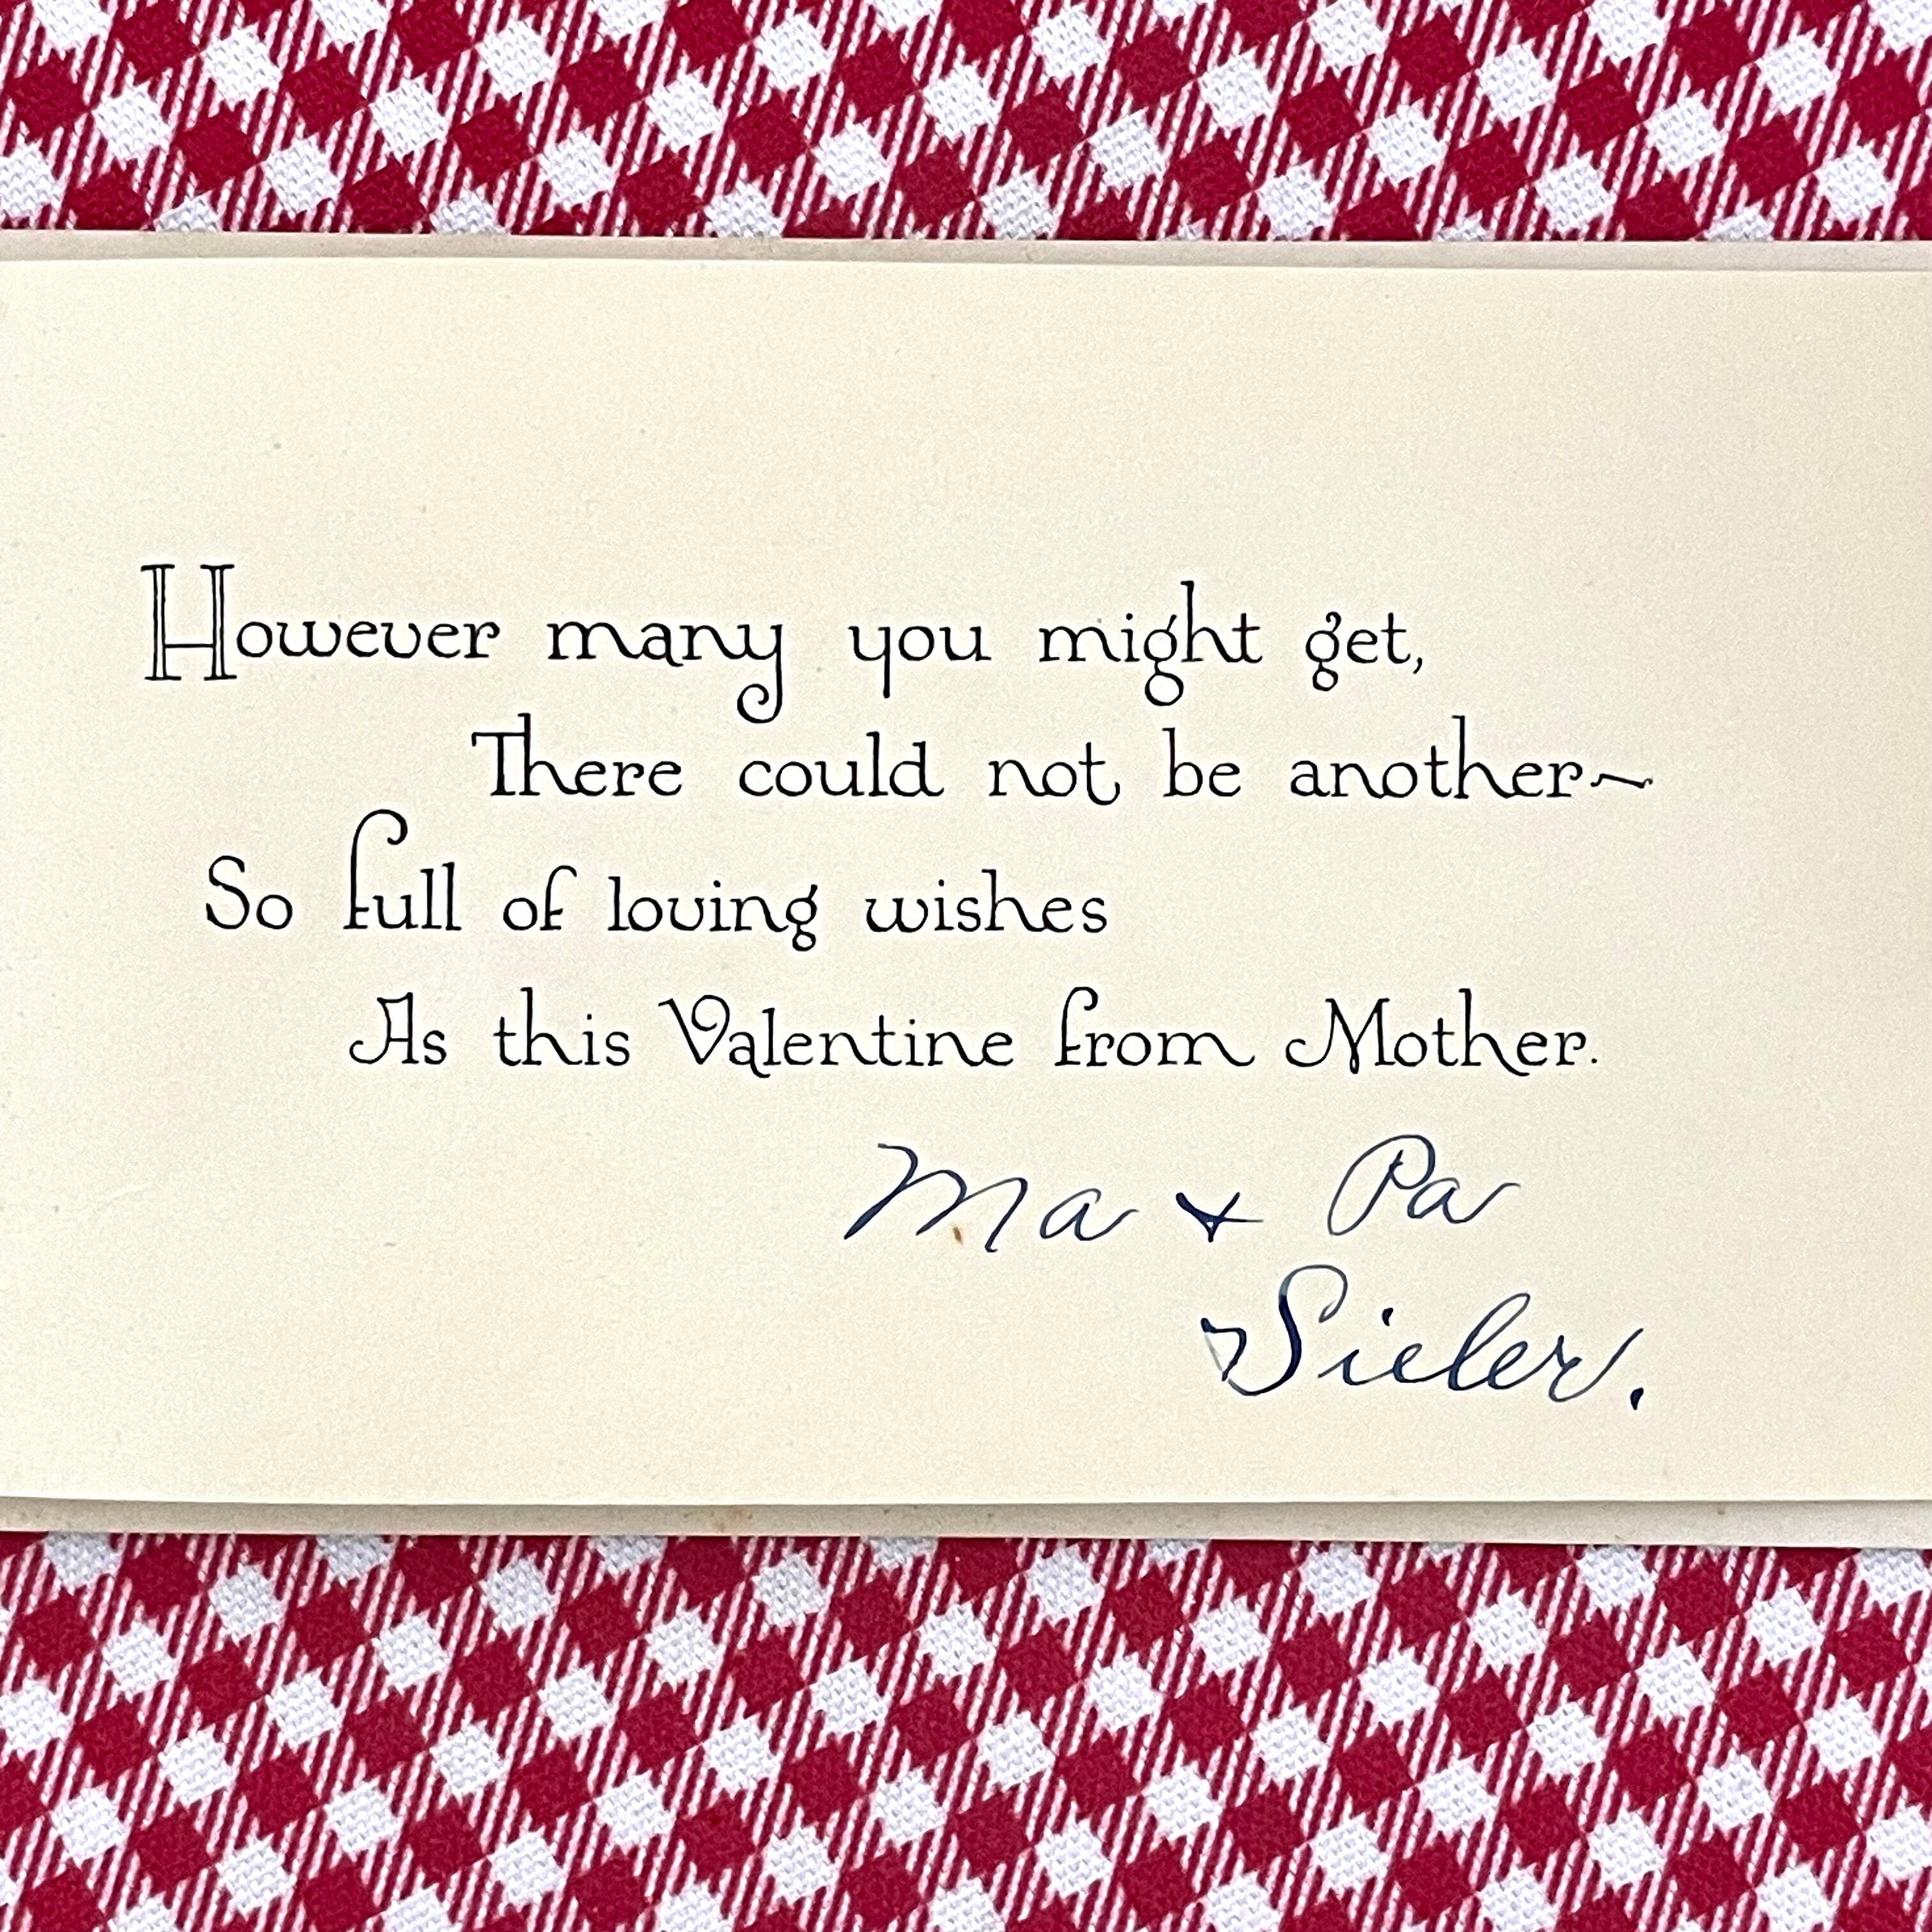 However many you might get,
There could not be another~
So full of loving wishes
As this Valentine from Mother.
Ma + Pa
Sieler.